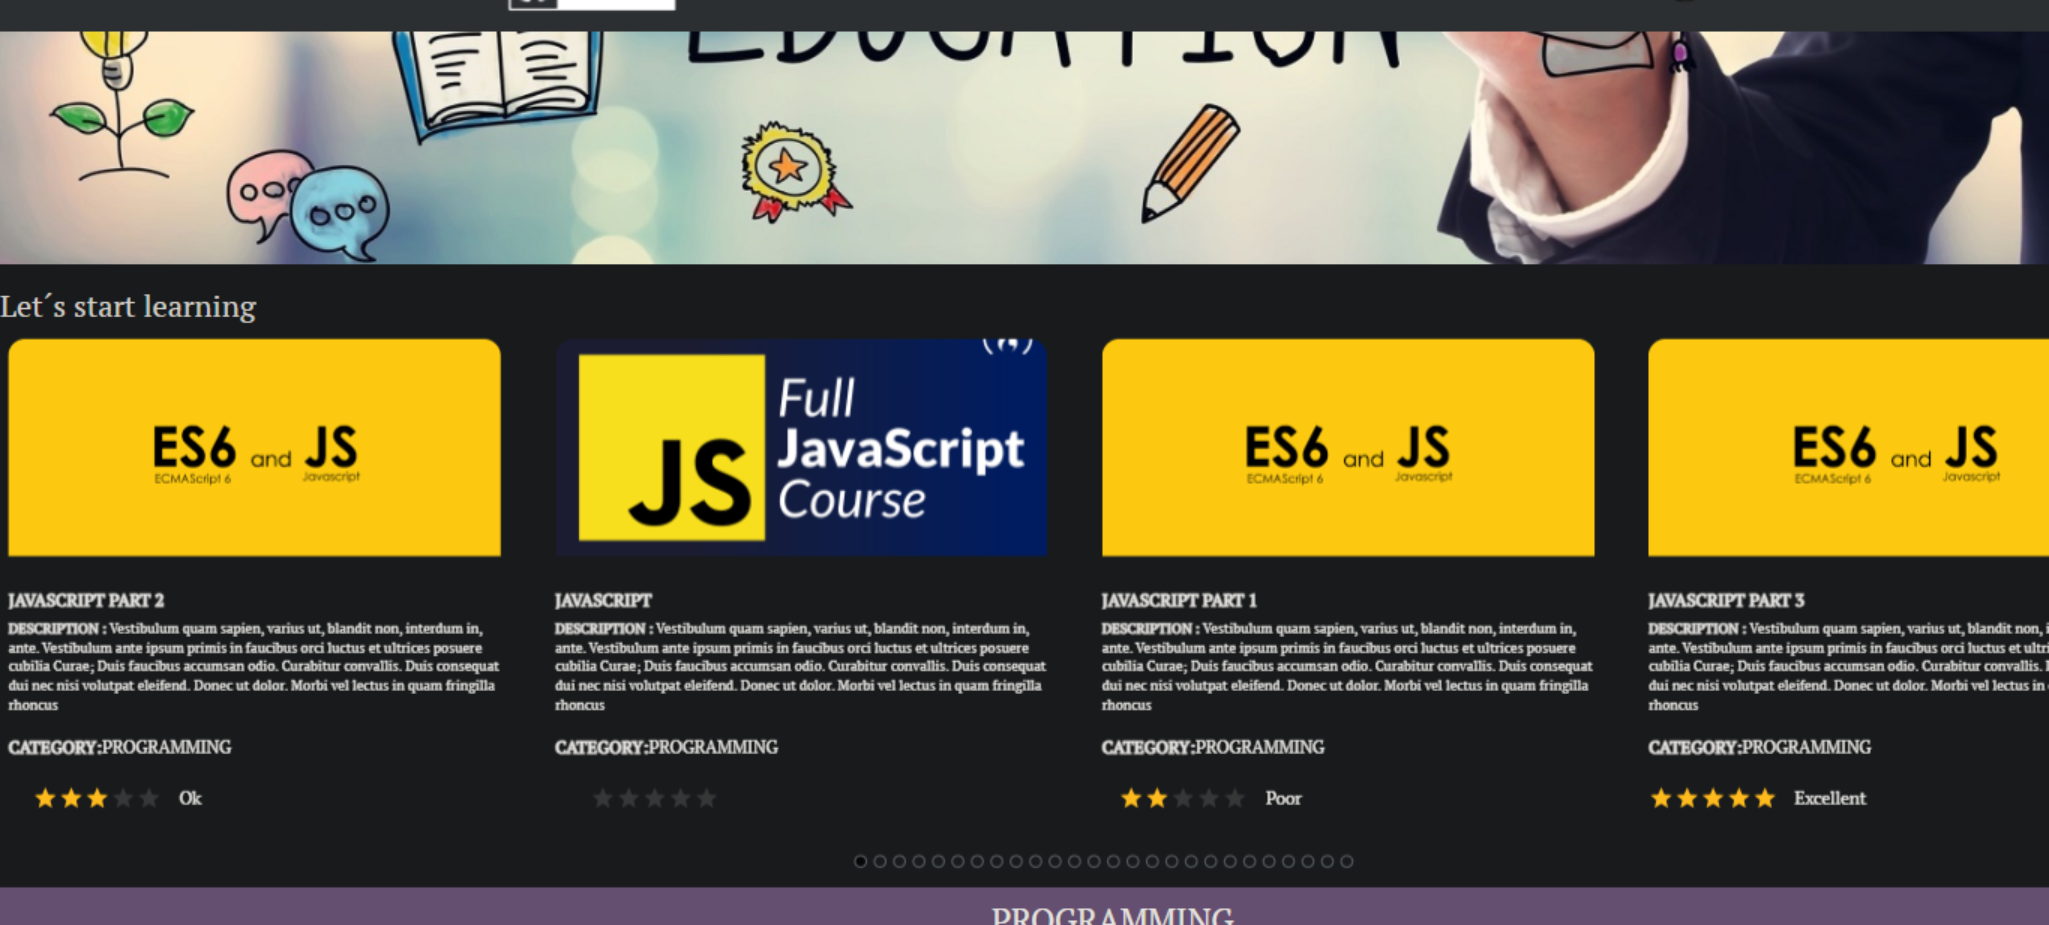 EDUCATION
Let´s start learning
ES6 and JS
ECMAScript 6 Javascript
Full
JavaScript
Course
JS
ES6 and JS
ECMAScript 6 Javascript
ES6 and JS
ECMAScript 6 Javascript
JAVASCRIPT PART 2
DESCRIPTION : Vestibulum quam sapien, varius ut, blandit non, interdum in,
ante. Vestibulum ante ipsum primis in faucibus orci luctus et ultrices posuere
cubilia Curae; Duis faucibus accumsan odio. Curabitur convallis. Duis consequat
dui nec nisi volutpat eleifend. Donec ut dolor. Morbi vel lectus in quam fringilla
rhoncus
CATEGORY:PROGRAMMING
Ok
JAVASCRIPT
DESCRIPTION : Vestibulum quam sapien, varius ut, blandit non, interdum in,
ante. Vestibulum ante ipsum primis in faucibus orci luctus et ultrices posuere
cubilia Curae; Duis faucibus accumsan odio. Curabitur convallis. Duis consequat
dui nec nisi volutpat eleifend. Donec ut dolor. Morbi vel lectus in quam fringilla
rhoncus
CATEGORY:PROGRAMMING
JAVASCRIPT PART 1
DESCRIPTION : Vestibulum quam sapien, varius ut, blandit non, interdum in,
ante. Vestibulum ante ipsum primis in faucibus orci luctus et ultrices posuere
cubilia Curae; Duis faucibus accumsan odio. Curabitur convallis. Duis consequat
dui nec nisi volutpat eleifend. Donec ut dolor. Morbi vel lectus in quam fringilla
rhoncus
CATEGORY:PROGRAMMING
Poor
JAVASCRIPT PART 3
DESCRIPTION : Vestibulum quam sapien, varius ut, blandit non,
ante. Vestibulum ante ipsum primis in faucibus orci luctus et
cubilia Curae; Duis faucibus accumsan odio. Curabitur convallis.
dui nec nisi volutpat eleifend. Donec ut dolor. Morbi vel lectus in
rhoncus
CATEGORY:PROGRAMMING
Excellent
PROGRAMMING